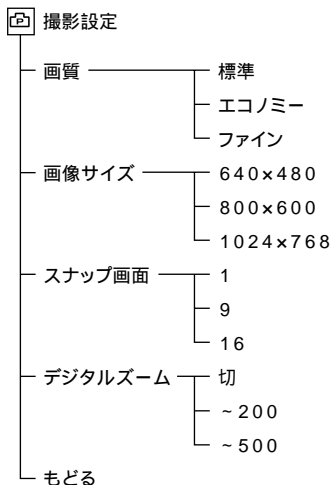 撮影設定
画質 標準
エコノミー
ファイン
画像サイズ 640×480
800×600
1024×768
スナップ画面 1
9
16
デジタルズーム 切
~200
~500
もどる